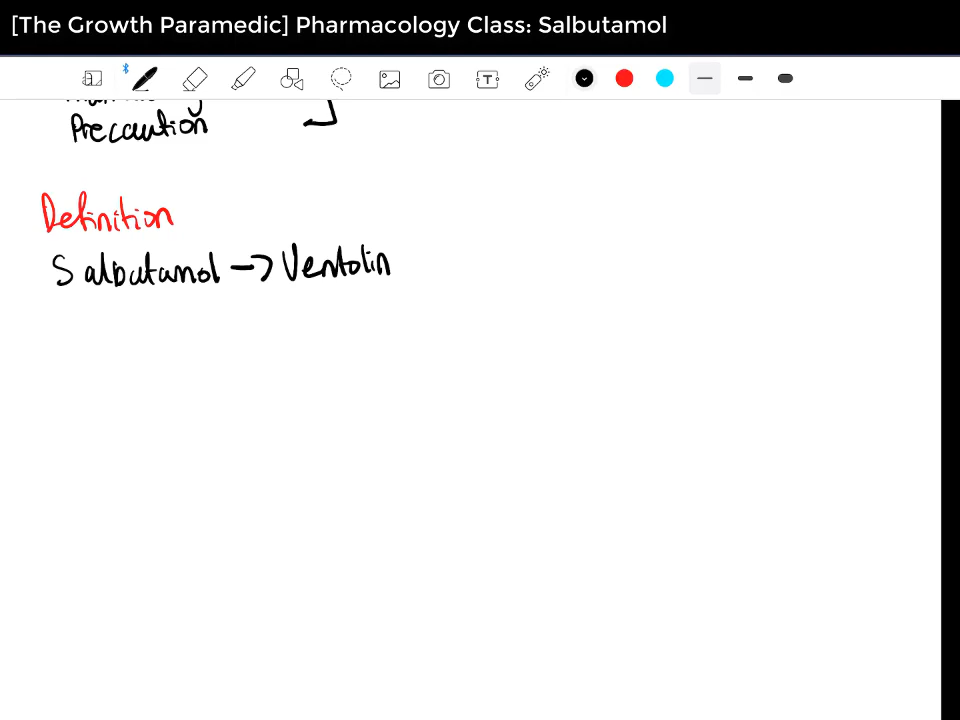 [The Growth Paramedic] Pharmacology Class: Salbutamol
Precaution
Definition
Salbutamol -> Ventolin